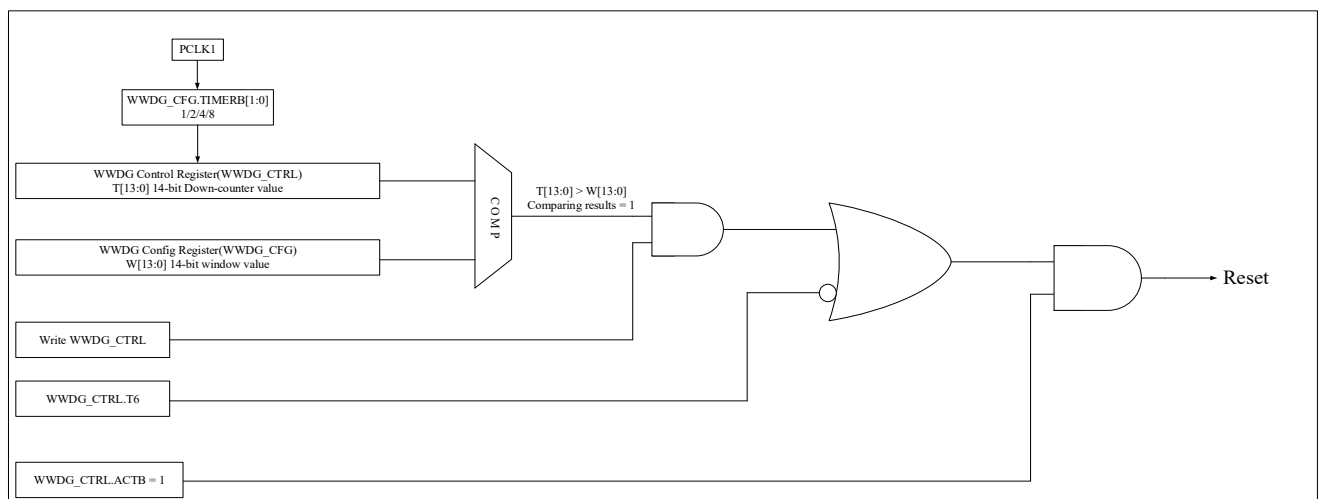 PCLK1
WWDG_CFG.TIMERB[1:0]
1/2/4/8
WWDG Control Register(WWDG_CTRL)
T[13:0] 14-bit Down-counter value
COMP
T[13:0] > W[13:0]
Comparing results = 1
WWDG Config Register(WWDG_CFG)
W[13:0] 14-bit window value
Reset
Write WWDG_CTRL
WWDG_CTRL.T6
WWDG_CTRL.ACTB = 1